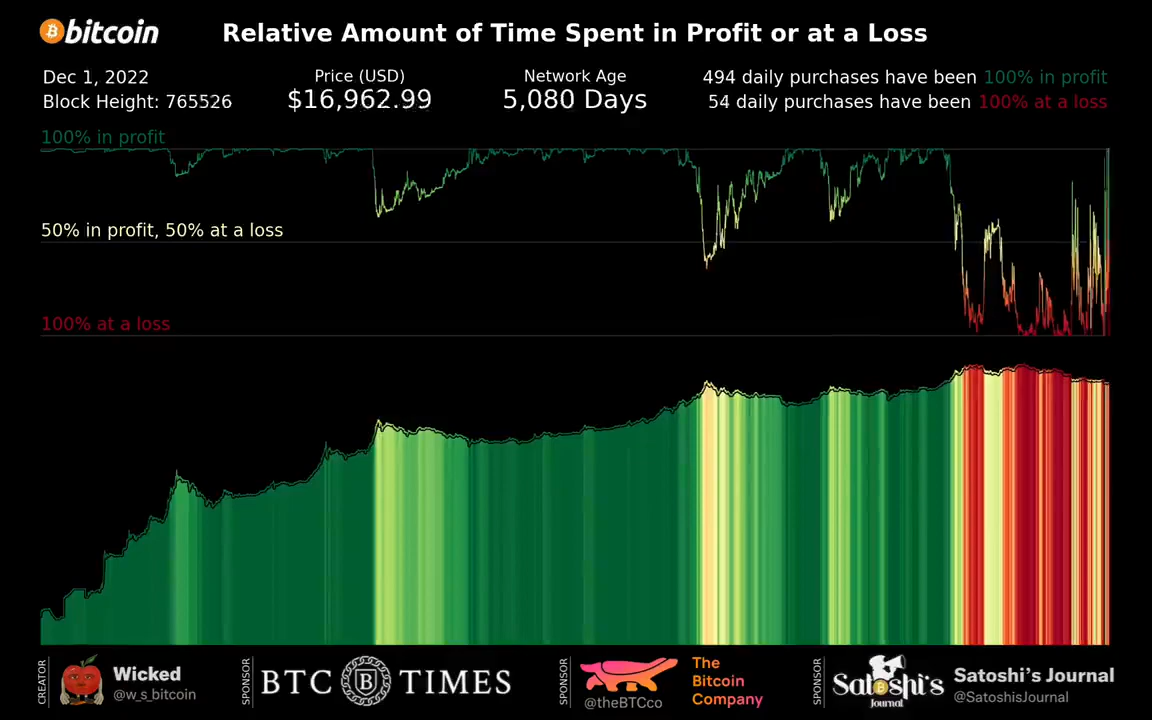 bitcoin
Relative Amount of Time Spent in Profit or at a Loss
Dec 1, 2022
Block Height: 765526
Price (USD)
$16,962.99
Network Age
5,080 Days
494 daily purchases have been 100% in profit
54 daily purchases have been 100% at a loss
100% in profit
50% in profit, 50% at a loss
100% at a loss
CREATOR
Wicked
@w_s_bitcoin
SPONSOR
BTC B TIMES
SPONSOR
@theBTCco
The
Bitcoin
Company
SPONSOR
Satoshi's
Journal
Satoshi's Journal
@SatoshisJournal